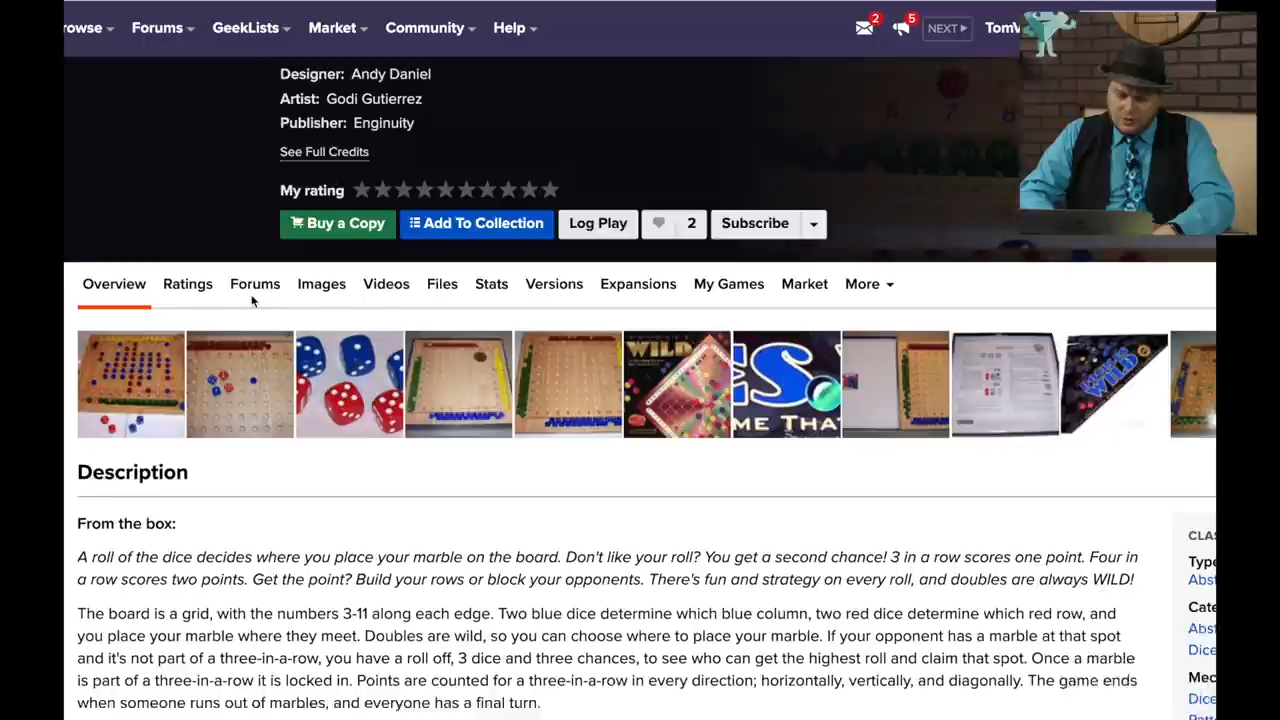 rowse Forums GeekLists Market Community Help 2 5 NEXT TomV
Designer: Andy Daniel
Artist: Godi Gutierrez
Publisher: Enginuity
See Full Credits
My rating
Buy a Copy Add To Collection Log Play 2 Subscribe
6 7 8
Overview Ratings Forums Images Videos Files Stats Versions Expansions My Games Market More
WILD
ME THA
Description
From the box:
A roll of the dice decides where you place your marble on the board. Don't like your roll? You get a second chance! 3 in a row scores one point. Four in
a row scores two points. Get the point? Build your rows or block your opponents. There's fun and strategy on every roll, and doubles are always WILD!
The board is a grid, with the numbers 3-11 along each edge. Two blue dice determine which blue column, two red dice determine which red row, and
you place your marble where they meet. Doubles are wild, so you can choose where to place your marble. If your opponent has a marble at that spot
and it's not part of a three-in-a-row, you have a roll off, 3 dice and three chances, to see who can get the highest roll and claim that spot. Once a marble
is part of a three-in-a-row it is locked in. Points are counted for a three-in-a-row in every direction; horizontally, vertically, and diagonally. The game ends
when someone runs out of marbles, and everyone has a final turn.
CLAS
Type
Abst
Cate
Abst
Dice
Mec
Dice